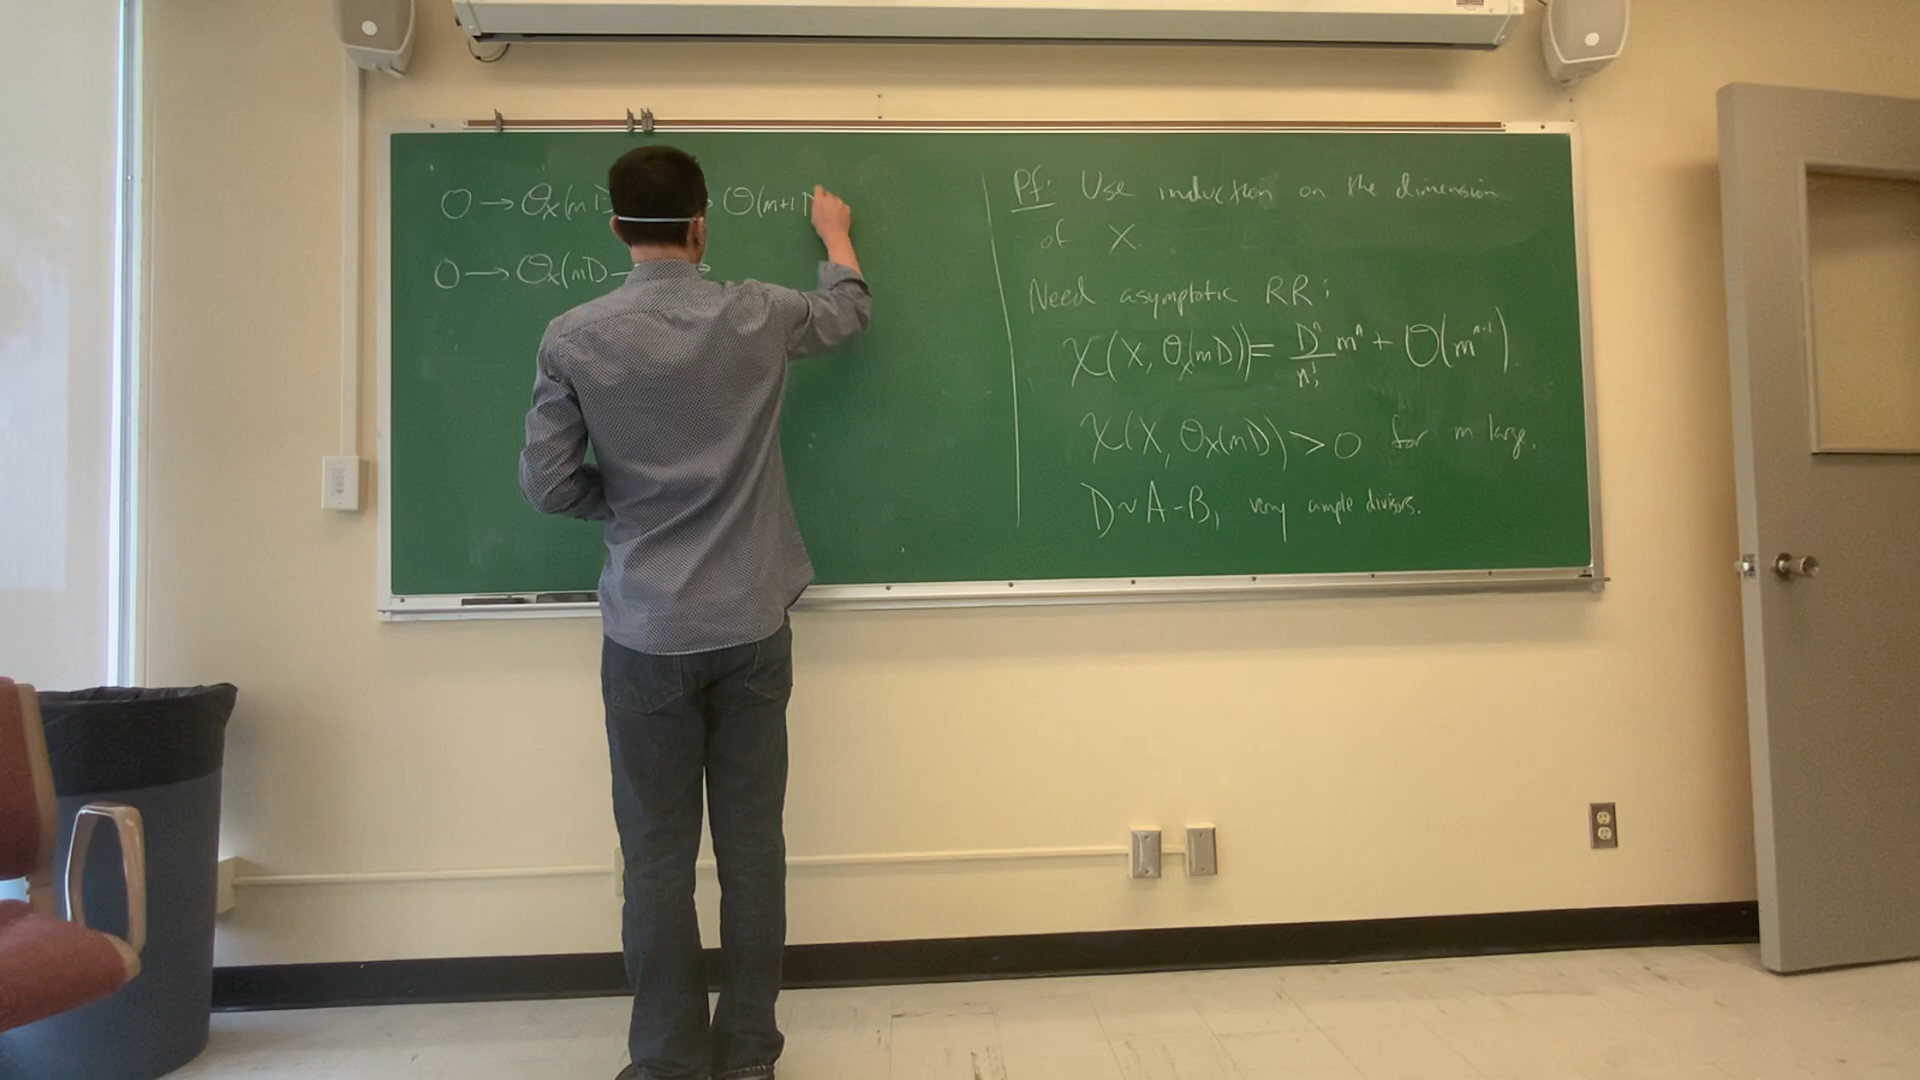 0 → O_X(mD → O(m+1)
0 → O_X(mD -
Pf: Use induction on the dimension
of X.
Need asymptotic RR:
χ(X, O_X(mD)) = D^n/n! m^n + O(m^{n-1})
χ(X, O_X(mD)) > 0 for m large.
D ~ A - B, very ample divisors.